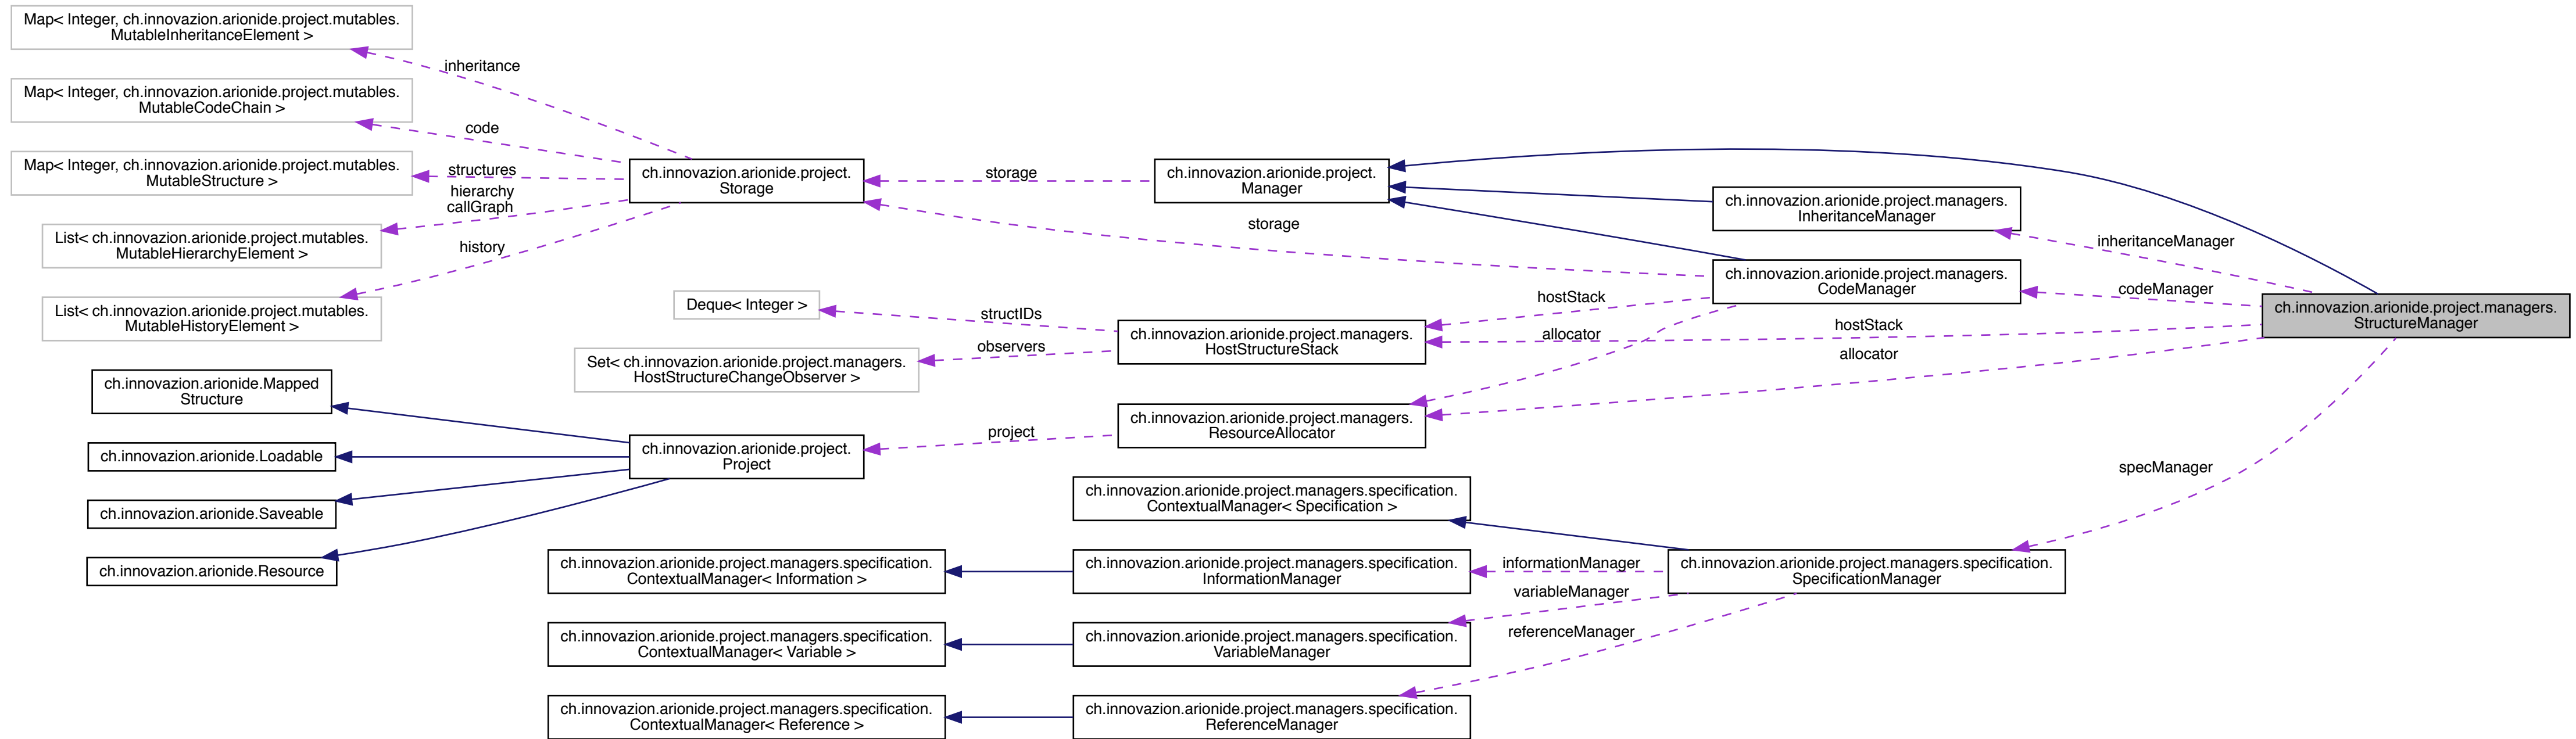 Map< Integer, ch.innovazion.arionide.project.mutables.
MutableInheritanceElement >
inheritance
Map< Integer, ch.innovazion.arionide.project.mutables.
MutableCodeChain >
code
Map< Integer, ch.innovazion.arionide.project.mutables.
MutableStructure >
structures
hierarchy
callGraph
List< ch.innovazion.arionide.project.mutables.
MutableHierarchyElement >
history
List< ch.innovazion.arionide.project.mutables.
MutableHistoryElement >
ch.innovazion.arionide.project.
Storage
storage
ch.innovazion.arionide.project.
Manager
storage
ch.innovazion.arionide.project.managers.
InheritanceManager
inheritanceManager
ch.innovazion.arionide.project.managers.
CodeManager
codeManager
ch.innovazion.arionide.project.managers.
StructureManager
Deque< Integer >
structIDs
observers
Set< ch.innovazion.arionide.project.managers.
HostStructureChangeObserver >
hostStack
ch.innovazion.arionide.project.managers.
HostStructureStack
allocator
hostStack
allocator
ch.innovazion.arionide.Mapped
Structure
ch.innovazion.arionide.Loadable
ch.innovazion.arionide.Saveable
ch.innovazion.arionide.Resource
ch.innovazion.arionide.project.
Project
project
ch.innovazion.arionide.project.managers.
ResourceAllocator
specManager
ch.innovazion.arionide.project.managers.specification.
ContextualManager< Specification >
ch.innovazion.arionide.project.managers.specification.
ContextualManager< Information >
ch.innovazion.arionide.project.managers.specification.
InformationManager
informationManager
ch.innovazion.arionide.project.managers.specification.
SpecificationManager
variableManager
ch.innovazion.arionide.project.managers.specification.
ContextualManager< Variable >
ch.innovazion.arionide.project.managers.specification.
VariableManager
referenceManager
ch.innovazion.arionide.project.managers.specification.
ContextualManager< Reference >
ch.innovazion.arionide.project.managers.specification.
ReferenceManager